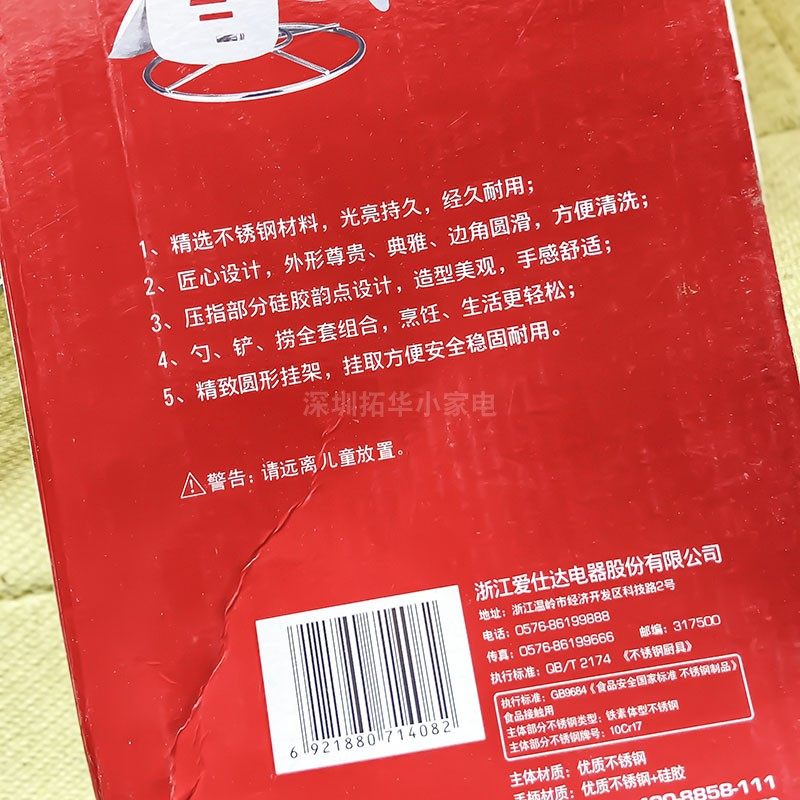 1、精选不锈钢材料，光亮持久，经久耐用；
2、匠心设计，外形尊贵、典雅、边角圆滑，方便清洗；
3、压指部分硅胶韵点设计，造型美观，手感舒适；
4、勺、铲、捞全套组合，烹饪、生活更轻松；
5、精致圆形挂架，挂取方便安全稳固耐用。
深圳拓华小家电
警告：请远离儿童放置。
浙江爱仕达电器股份有限公司
地址：浙江温岭市经济开发区科技路2号
电话：0576-86199888
传真：0576-86199666 邮编：317500
执行标准：QB/T 2174 《不锈钢厨具》
执行标准：GB9684《食品安全国家标准 不锈钢制品》
食品接触用
主体部分不锈钢类型：铁素体型不锈钢
主体部分不锈钢牌号：10Cr17
6 921880 714082
主体材质：优质不锈钢
手柄材质：优质不锈钢+硅胶
8858-111